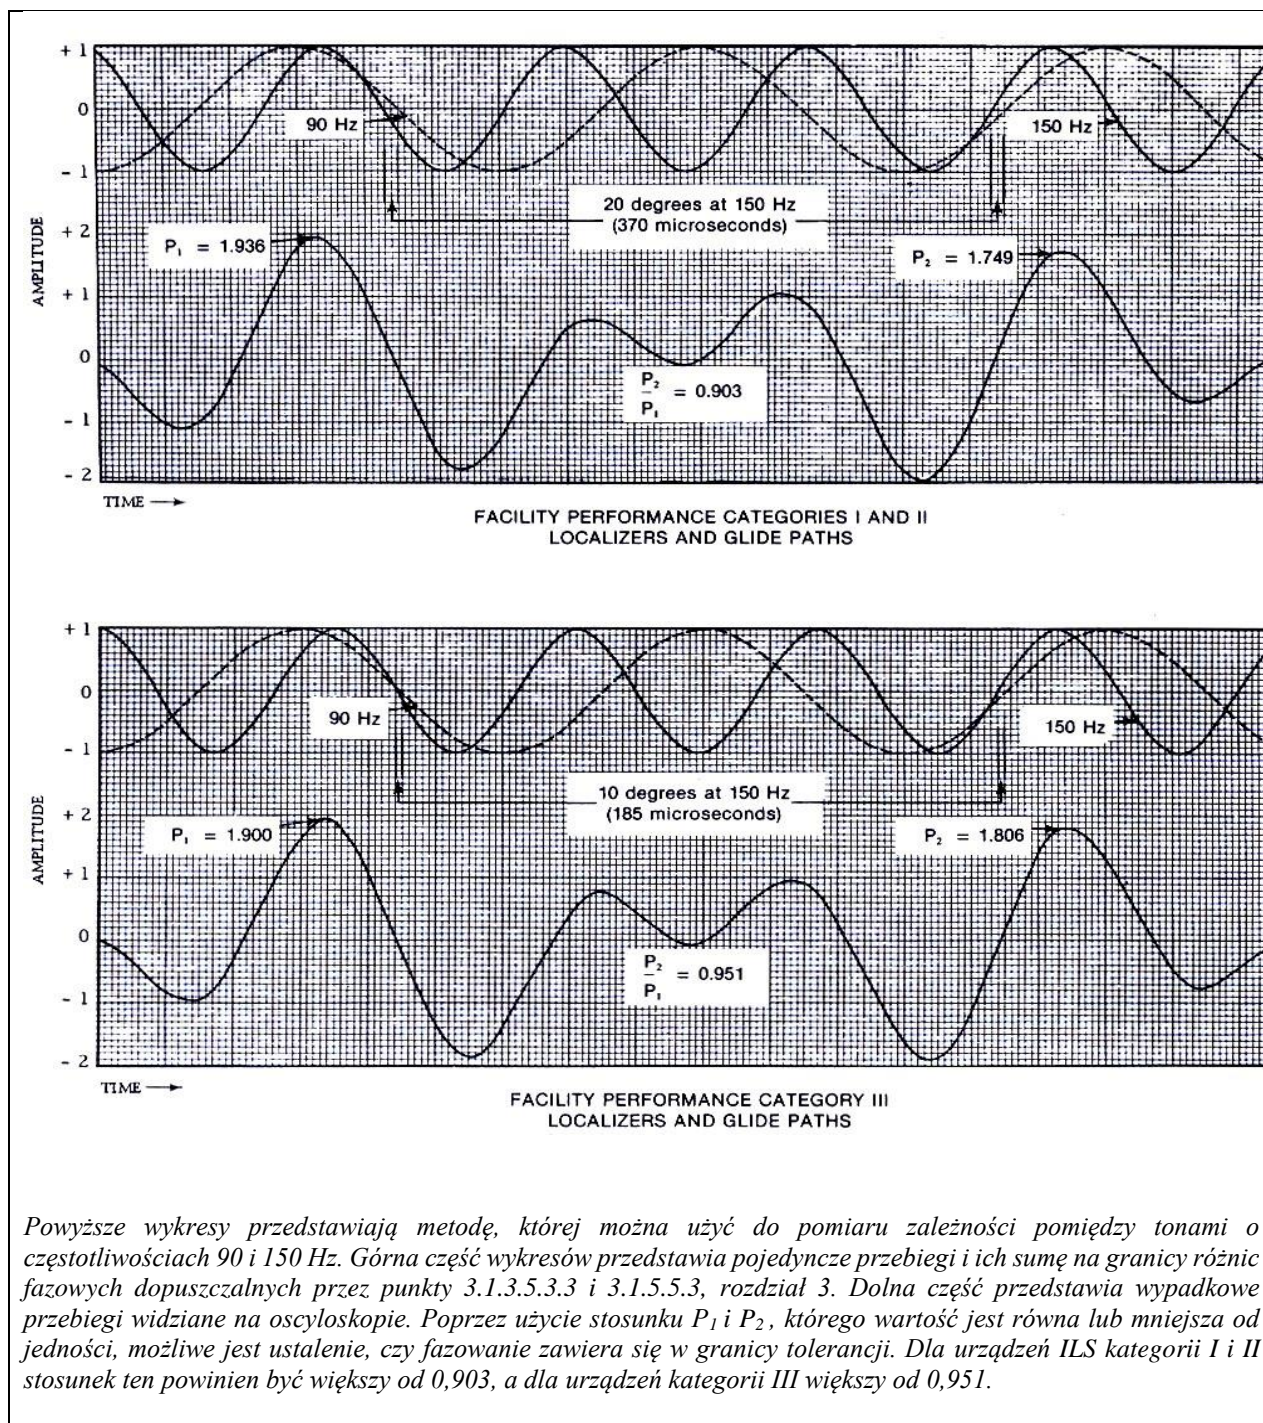 + 1
0
- 1
90 Hz
150 Hz
20 degrees at 150 Hz
(370 microseconds)
+ 2
P₁ = 1.936
P₂ = 1.749
AMPLITUDE
+ 1
0
P₂
P₁ = 0.903
- 1
- 2
TIME
FACILITY PERFORMANCE CATEGORIES I AND II
LOCALIZERS AND GLIDE PATHS
+ 1
0
90 Hz
150 Hz
- 1
10 degrees at 150 Hz
(185 microseconds)
+ 2
P₁ = 1.900
P₂ = 1.806
AMPLITUDE
+ 1
0
P₂
P₁ = 0.951
- 1
- 2
TIME
FACILITY PERFORMANCE CATEGORY III
LOCALIZERS AND GLIDE PATHS
Powyższe wykresy przedstawiają metodę, której można użyć do pomiaru zależności pomiędzy tonami o
częstotliwościach 90 i 150 Hz. Górna część wykresów przedstawia pojedyncze przebiegi i ich sumę na granicy różnic
fazowych dopuszczalnych przez punkty 3.1.3.5.3.3 i 3.1.5.5.3, rozdział 3. Dolna część przedstawia wypadkowe
przebiegi widziane na oscyloskopie. Poprzez użycie stosunku P₁ i P₂ , którego wartość jest równa lub mniejsza od
jedności, możliwe jest ustalenie, czy fazowanie zawiera się w granicy tolerancji. Dla urządzeń ILS kategorii I i II
stosunek ten powinien być większy od 0,903, a dla urządzeń kategorii III większy od 0,951.